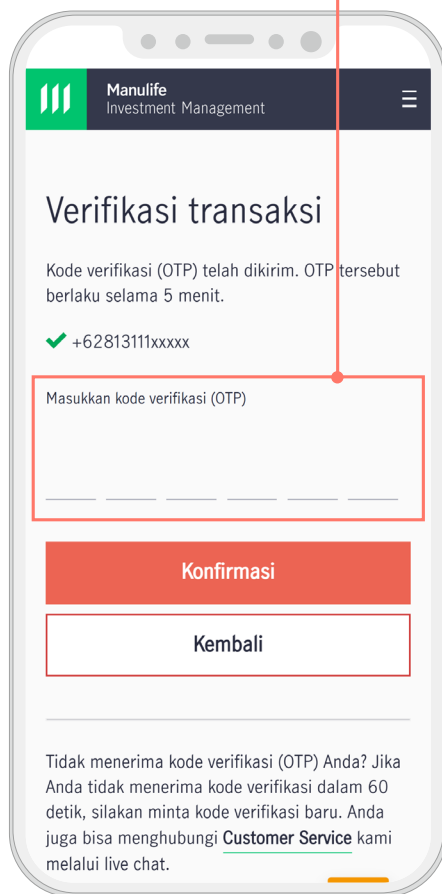 Manulife
Investment Management
Verifikasi transaksi
Kode verifikasi (OTP) telah dikirim. OTP tersebut
berlaku selama 5 menit.
+62813111xxxxx
Masukkan kode verifikasi (OTP)
Konfirmasi
Kembali
Tidak menerima kode verifikasi (OTP) Anda? Jika
Anda tidak menerima kode verifikasi dalam 60
detik, silakan minta kode verifikasi baru. Anda
juga bisa menghubungi Customer Service kami
melalui live chat.